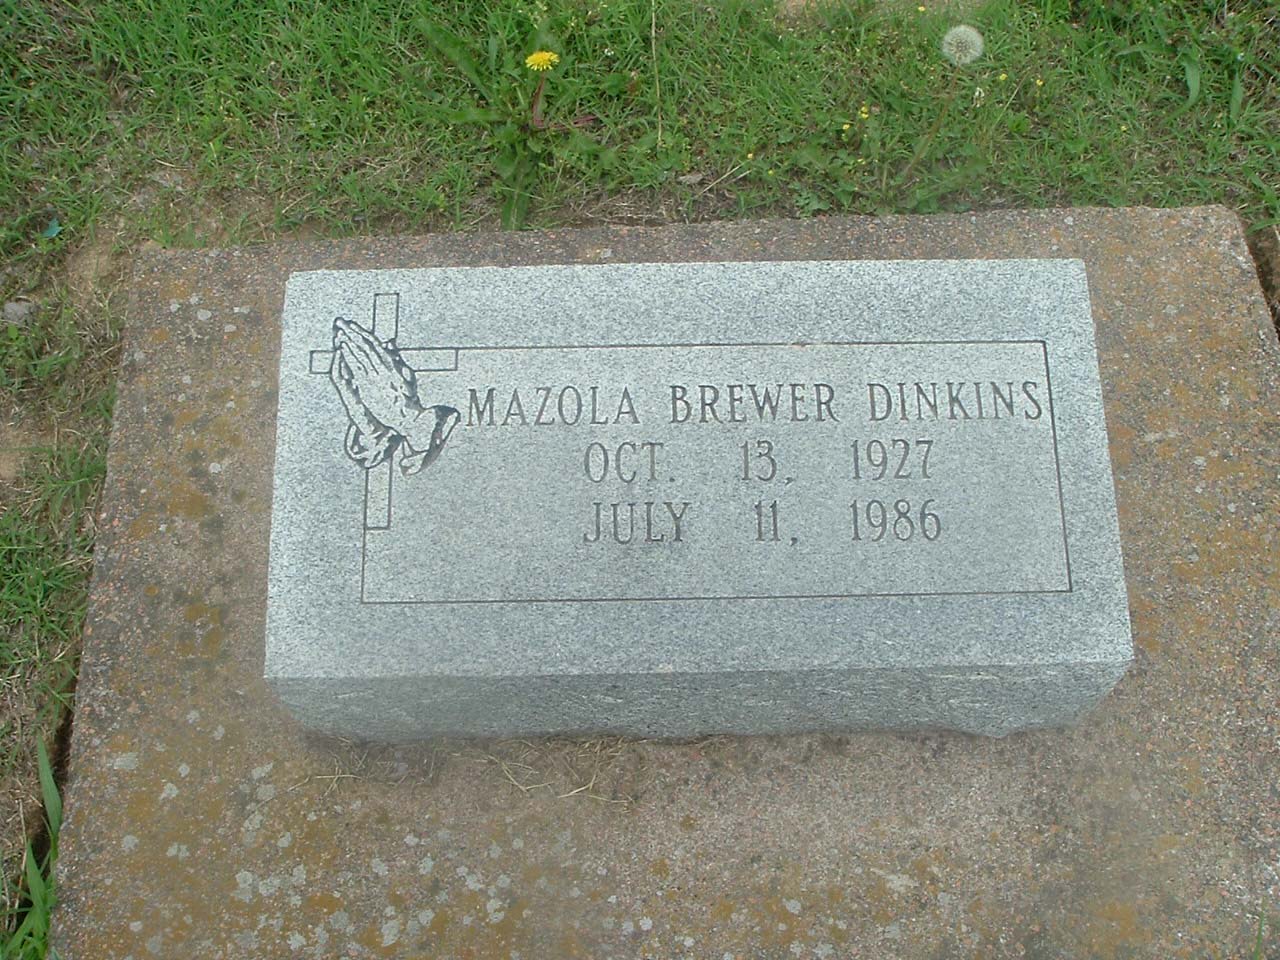 MAZOLA BREWER DINKINS
OCT. 13, 1927
JULY 11, 1986